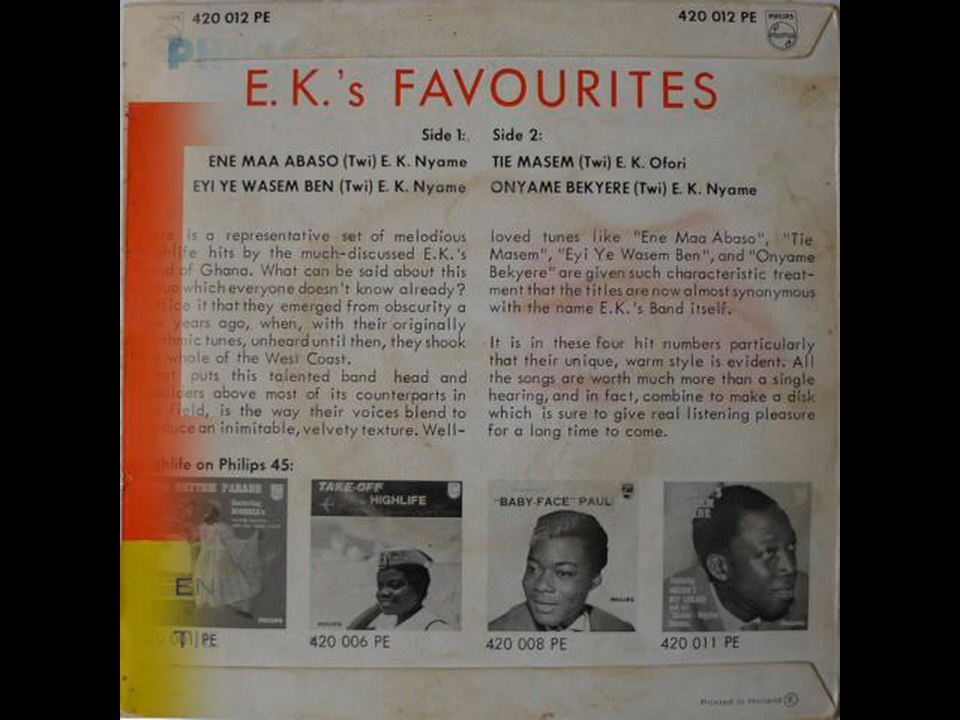 420 012 PE
420 012 PE
PHILIPS
E. K.'s FAVOURITES
Side 1:
ENE MAA ABASO (Twi) E. K. Nyame
EYI YE WASEM BEN (Twi) E. K. Nyame
Side 2:
TIE MASEM (Twi) E. K. Ofori
ONYAME BEKYERE (Twi) E. K. Nyame
is a representative set of melodious
hits by the much-discussed E.K.'s
of Ghana. What can be said about this
which everyone doesn't know already?
it that they emerged from obscurity a
years ago, when, with their originally
tunes, unheard until then, they shook
whole of the West Coast.
puts this talented band head and
above most of its counterparts in
field, is the way their voices blend to
an inimitable, velvety texture. Well-
loved tunes like "Ene Maa Abaso", "Tie
Masem", "Eyi Ye Wasem Ben", and "Onyame
Bekyere" are given such characteristic treat-
ment that the titles are now almost synonymous
with the name E.K.'s Band itself.
It is in these four hit numbers particularly
that their unique, warm style is evident. All
the songs are worth much more than a single
hearing, and in fact, combine to make a disk
which is sure to give real listening pleasure
for a long time to come.
on Philips 45:
RHYTHM PARADE
TAKE-OFF
HIGHLIFE
"BABY-FACE" PAUL
PHILIPS
PHILIPS
ENE
PE
420 006 PE
420 008 PE
420 011 PE
Printed in Holland